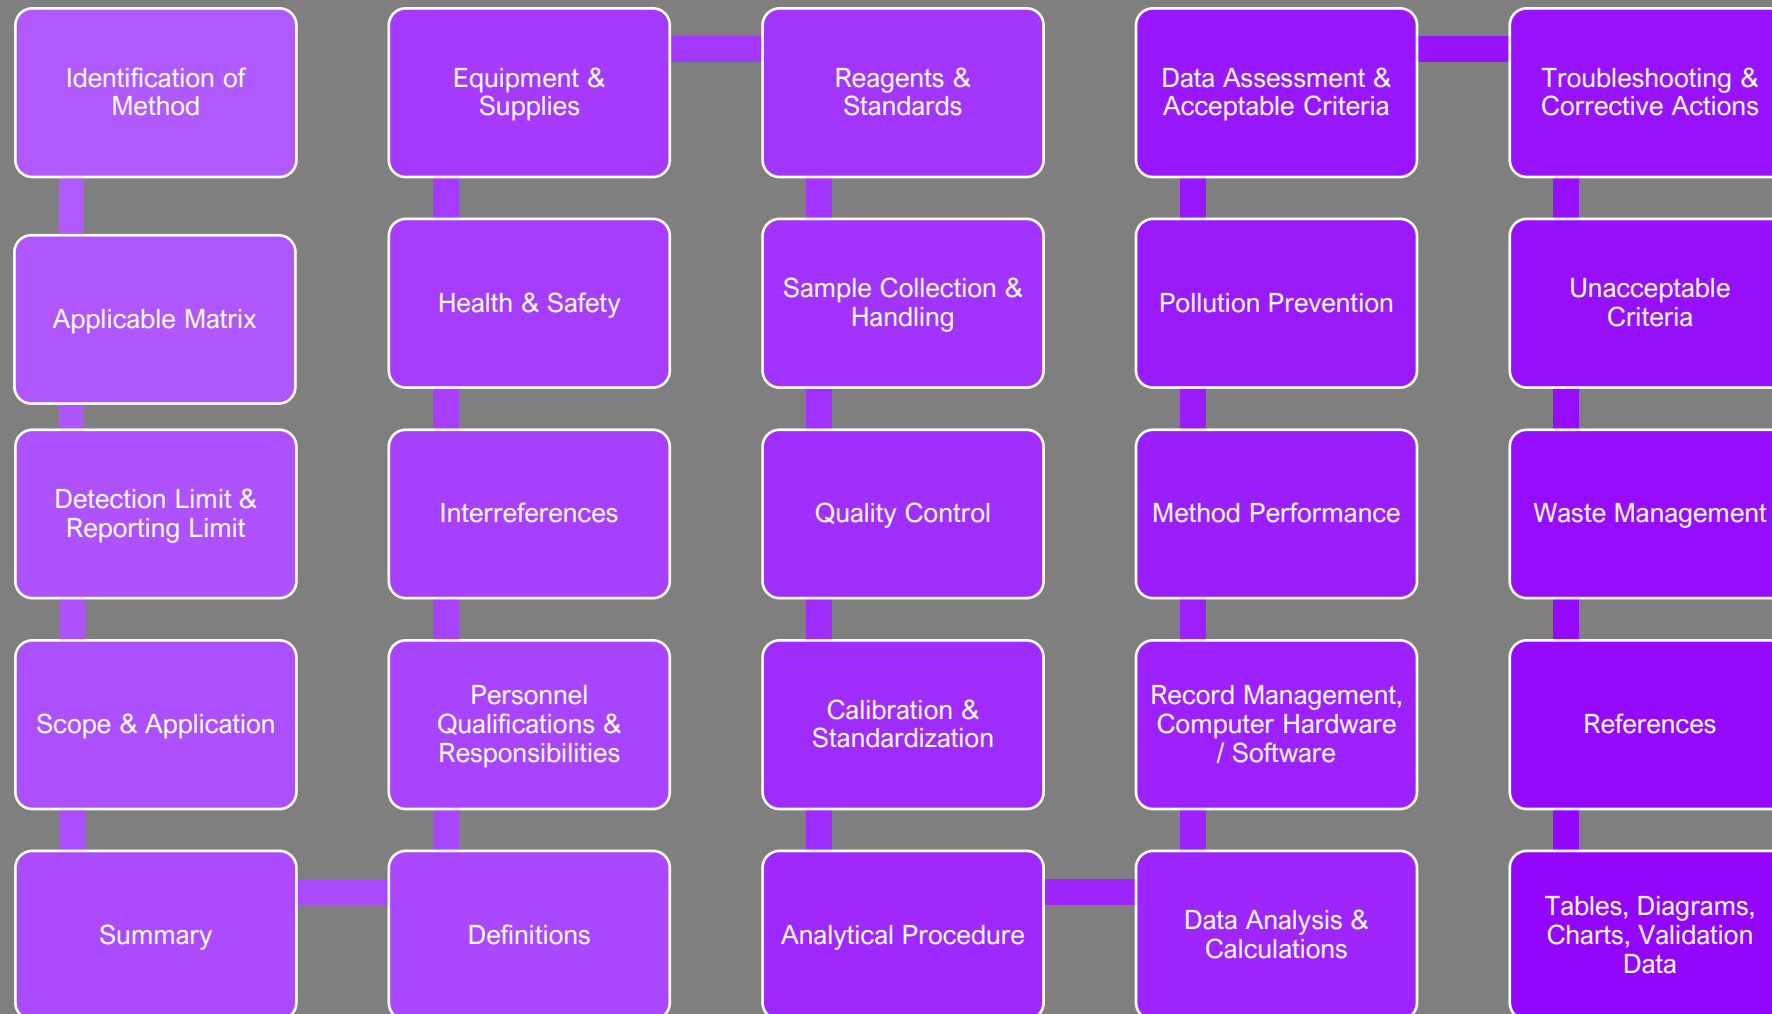 Identification of
Method
Applicable Matrix
Detection Limit &
Reporting Limit
Scope & Application
Summary
Definitions
Personnel
Qualifications &
Responsibilities
Interreferences
Health & Safety
Equipment &
Supplies
Reagents &
Standards
Sample Collection &
Handling
Quality Control
Calibration &
Standardization
Analytical Procedure
Data Analysis &
Calculations
Record Management,
Computer Hardware
/ Software
Method Performance
Pollution Prevention
Data Assessment &
Acceptable Criteria
Troubleshooting &
Corrective Actions
Unacceptable
Criteria
Waste Management
References
Tables, Diagrams,
Charts, Validation
Data